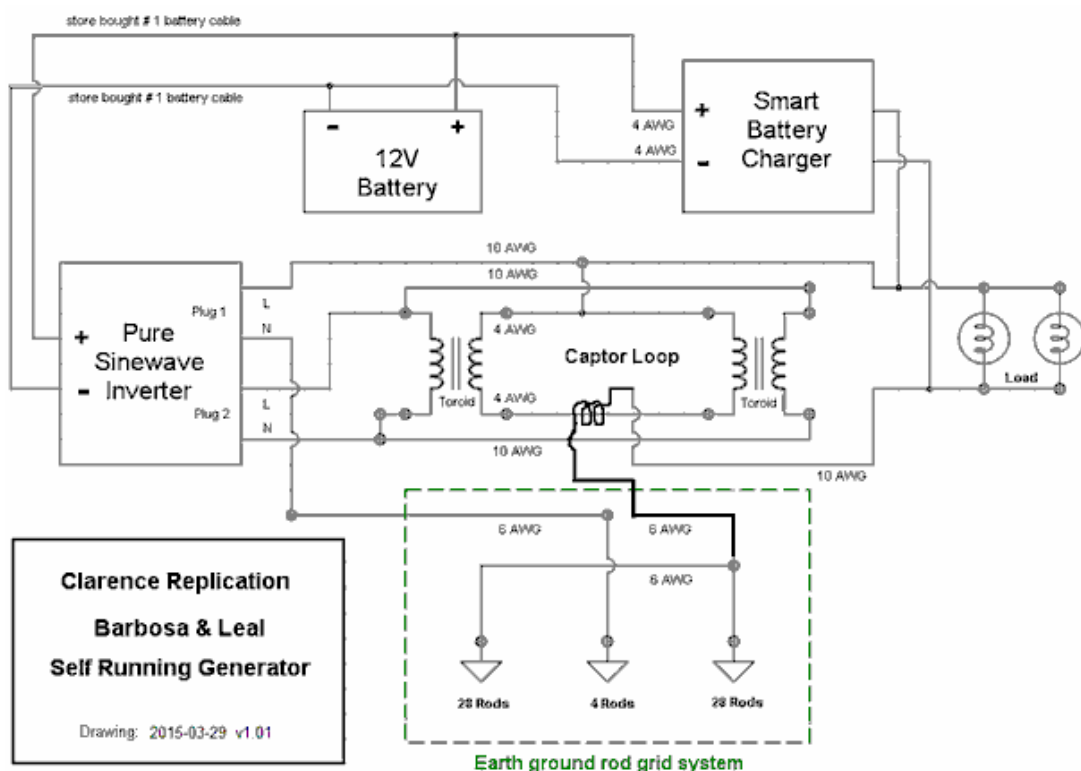 store bought # 1 battery cable
store bought # 1 battery cable
-
+
12V
Battery
4 AWG
4 AWG
+
-
Smart
Battery
Charger
10 AWG
10 AWG
Plug 1
L
N
+
-
Pure
Sinewave
Inverter
Plug 2
L
N
4 AWG
4 AWG
Toroid
Captor Loop
Toroid
Load
10 AWG
10 AWG
6 AWG
6 AWG
6 AWG
28 Rods
4 Rods
28 Rods
Earth ground rod grid system
Clarence Replication
Barbosa & Leal
Self Running Generator
Drawing: 2015-03-29 v1.01